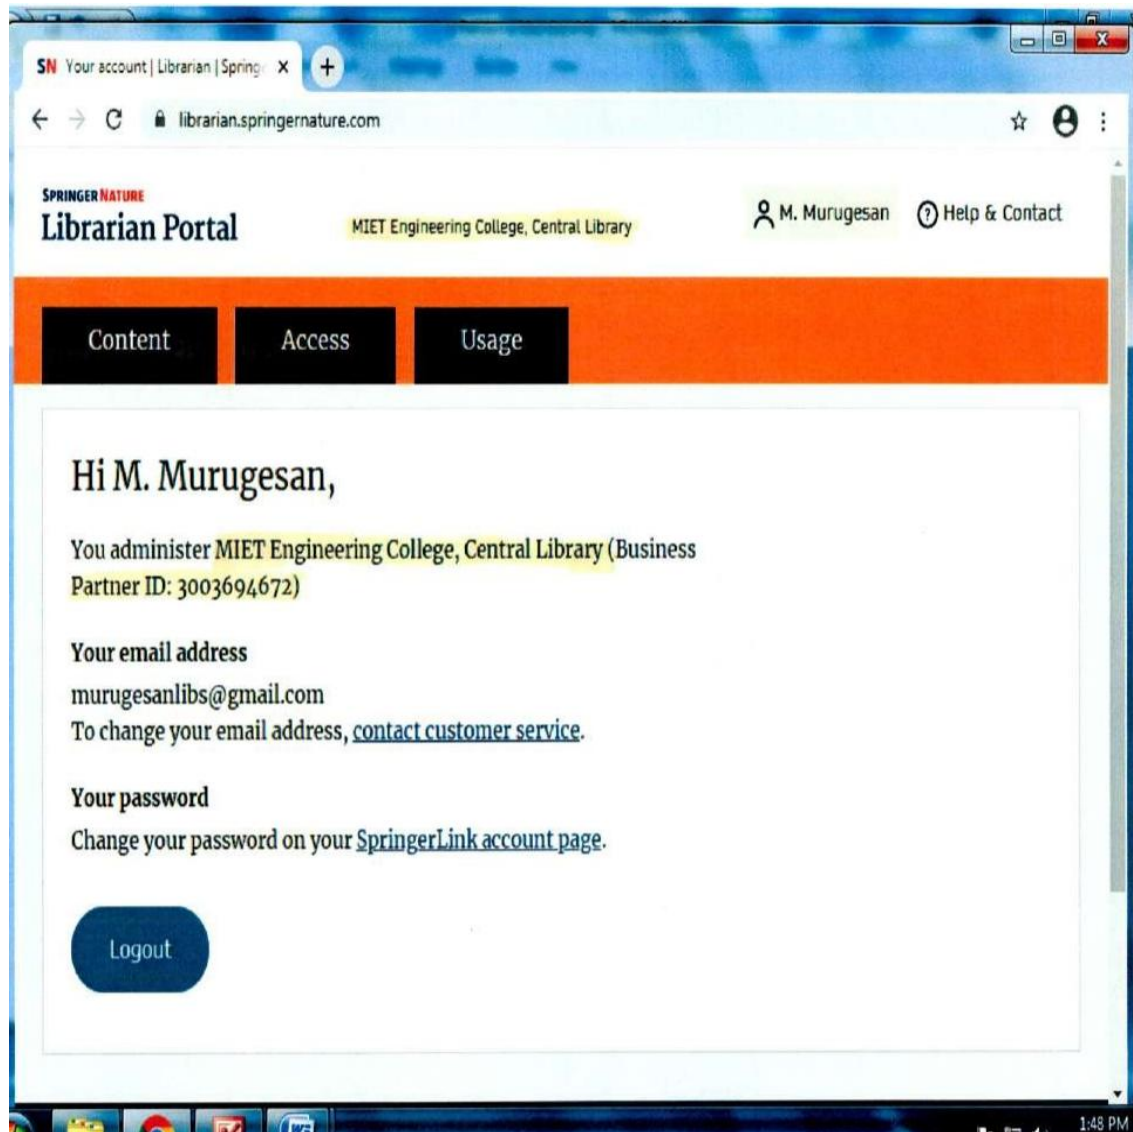 SN Your account | Librarian | Spring
librarian.springernature.com
SPRINGER NATURE
Librarian Portal
MIET Engineering College, Central Library
M. Murugesan
Help & Contact
Content
Access
Usage
Hi M. Murugesan,
You administer MIET Engineering College, Central Library (Business
Partner ID: 3003694672)
Your email address
murugesanlibs@gmail.com
To change your email address, contact customer service.
Your password
Change your password on your SpringerLink account page.
Logout
1:48 PM